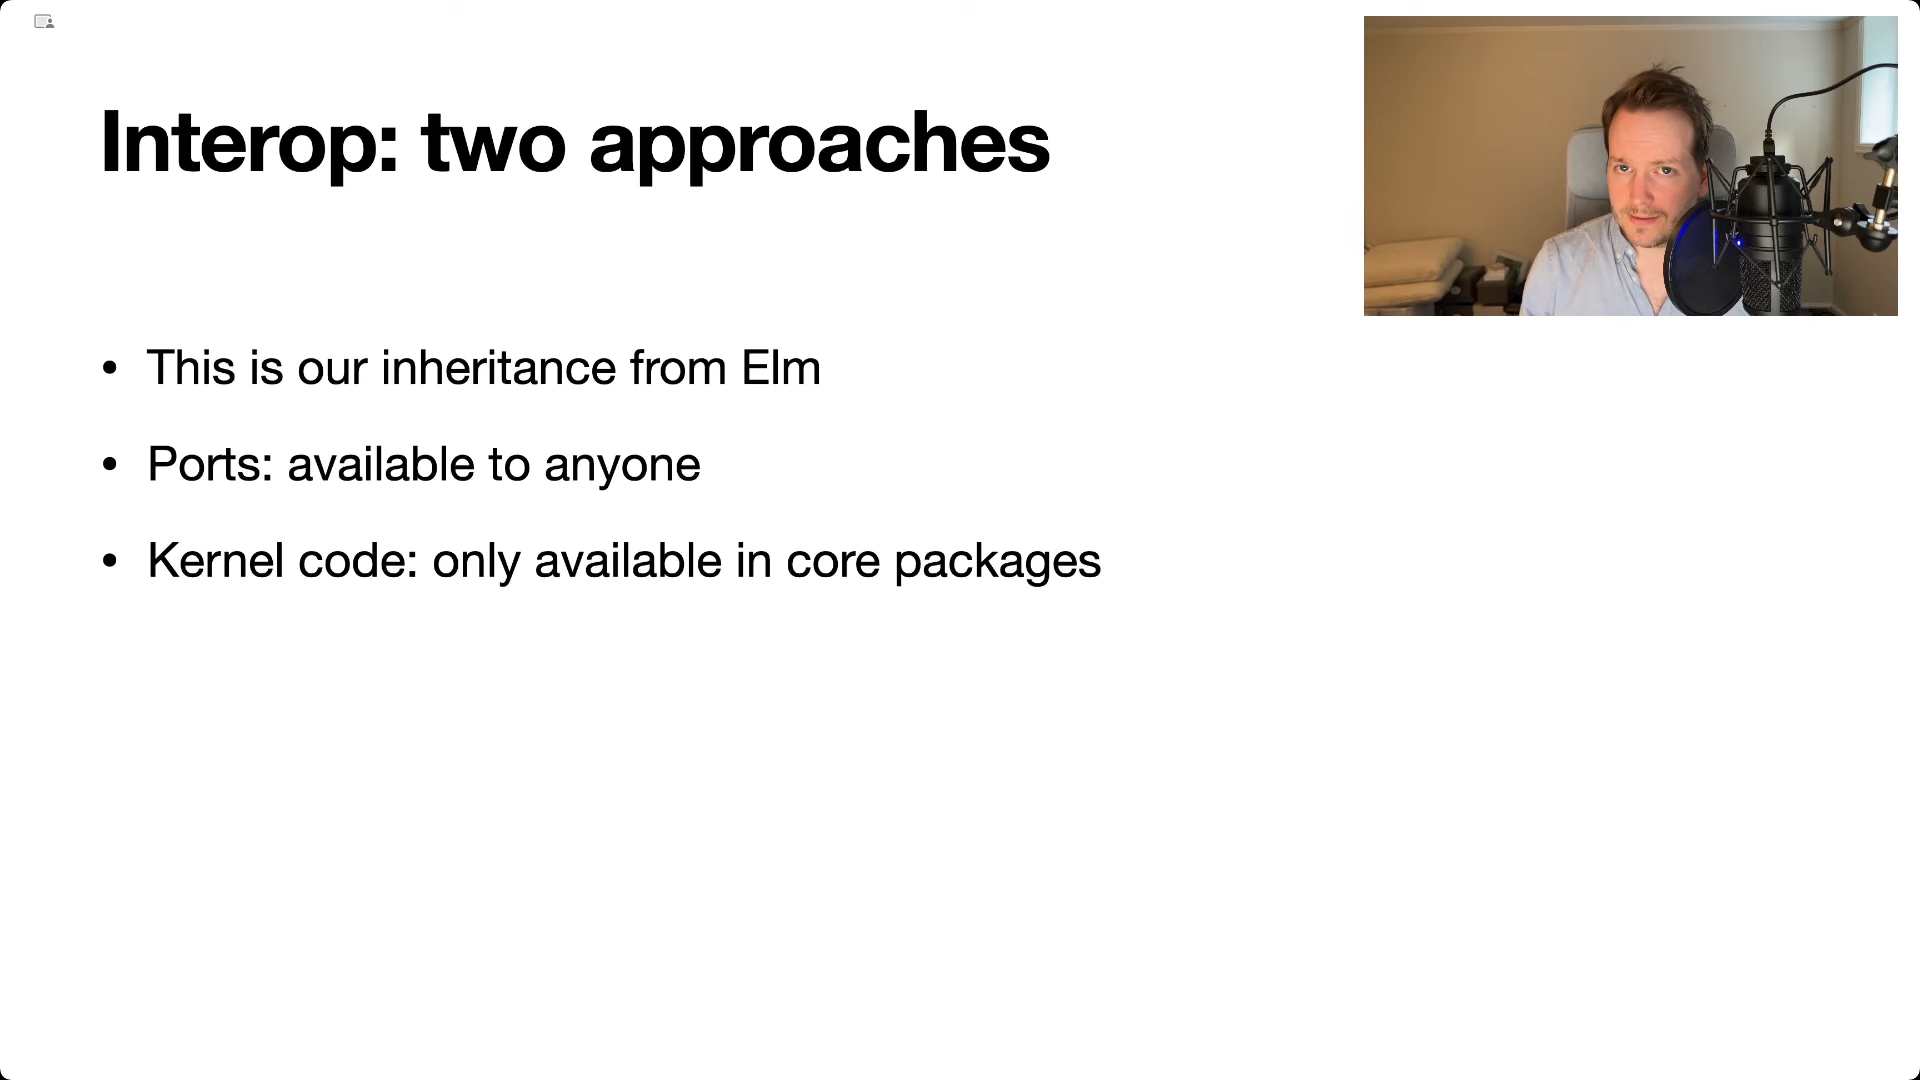 Interop: two approaches
• This is our inheritance from Elm
• Ports: available to anyone
• Kernel code: only available in core packages